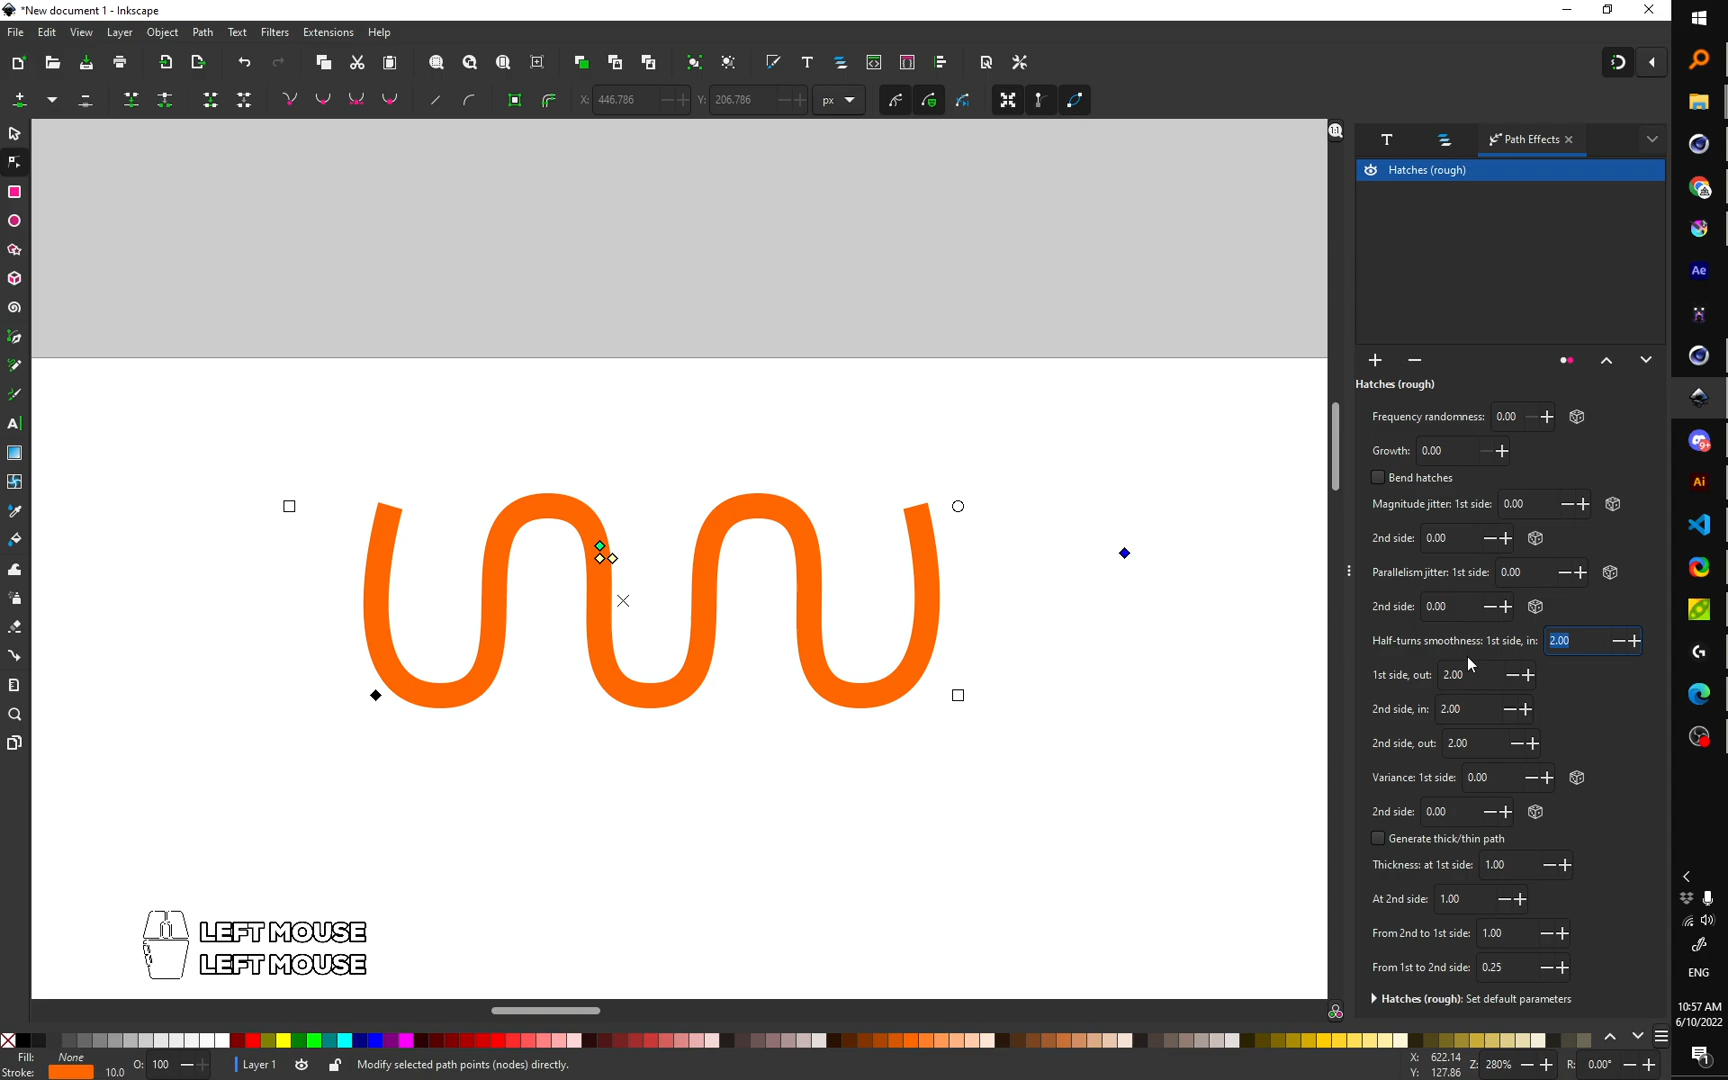 *New document 1 - Inkscape
File Edit View Layer Object Path Text Filters Extensions Help
X: 446.786 Y: 206.786 px
Path Effects
Hatches (rough)
Hatches (rough)
Frequency randomness: 0.00
Growth: 0.00
Bend hatches
Magnitude jitter: 1st side: 0.00
2nd side: 0.00
Parallelism jitter: 1st side: 0.00
2nd side: 0.00
Half-turns smoothness: 1st side, in: 2.00
1st side, out: 2.00
2nd side, in: 2.00
2nd side, out: 2.00
Variance: 1st side: 0.00
2nd side: 0.00
Generate thick/thin path
Thickness: at 1st side: 1.00
At 2nd side: 1.00
From 2nd to 1st side: 1.00
From 1st to 2nd side: 0.25
Hatches (rough): Set default parameters
LEFT MOUSE
LEFT MOUSE
Fill: None
Stroke: 10.0
O: 100
Layer 1
Modify selected path points (nodes) directly.
X: 622.14
Y: 127.86
Z: 280%
R: 0.00°
Ae
Ai
ENG
10:57 AM
6/10/2022